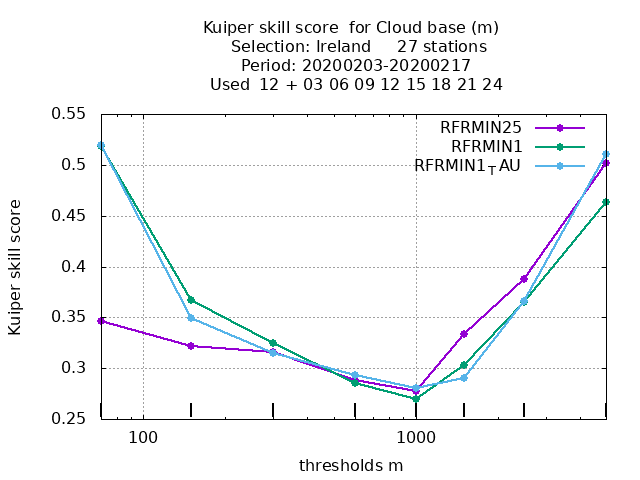 Kuiper skill score  for Cloud base (m)
Selection: Ireland     27 stations
Period: 20200203-20200217
Used  12 + 03 06 09 12 15 18 21 24
RFRMIN25
RFRMIN1
RFRMIN1TAU
0.55
0.5
0.45
0.4
0.35
0.3
0.25
Kuiper skill score
100
1000
thresholds m